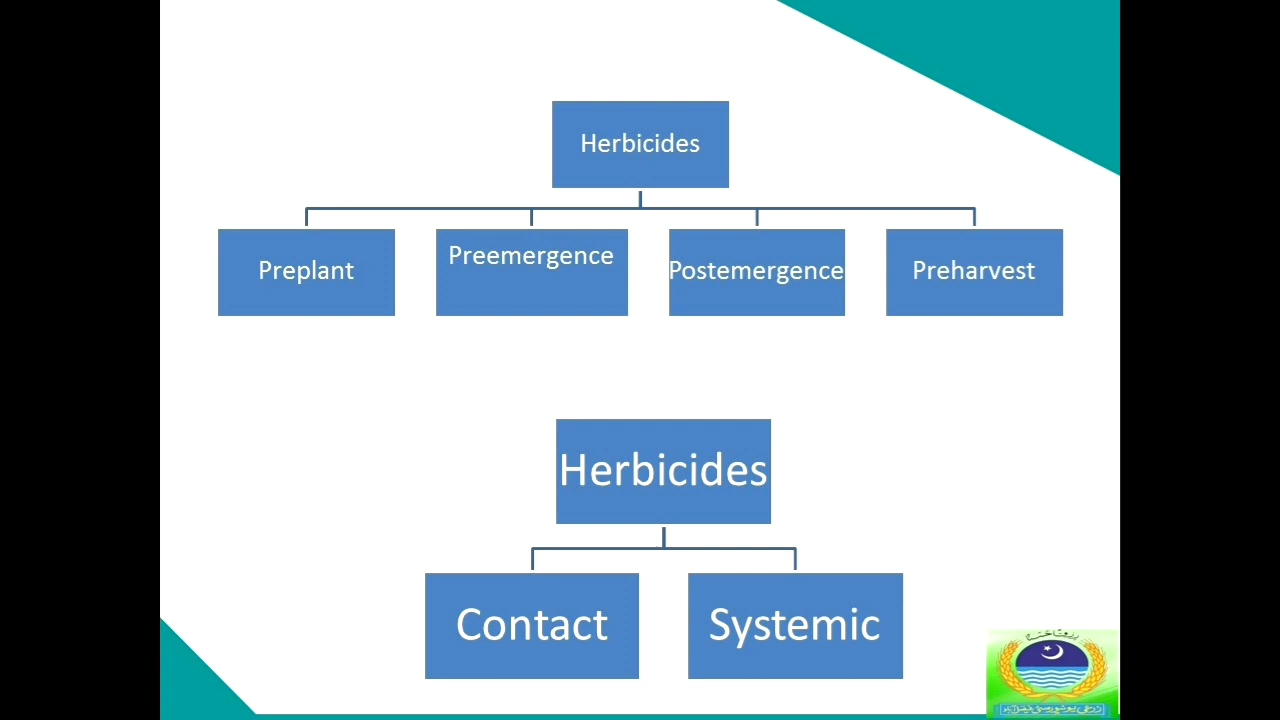 Herbicides
Preplant
Preemergence
Postemergence
Preharvest
Herbicides
Contact
Systemic